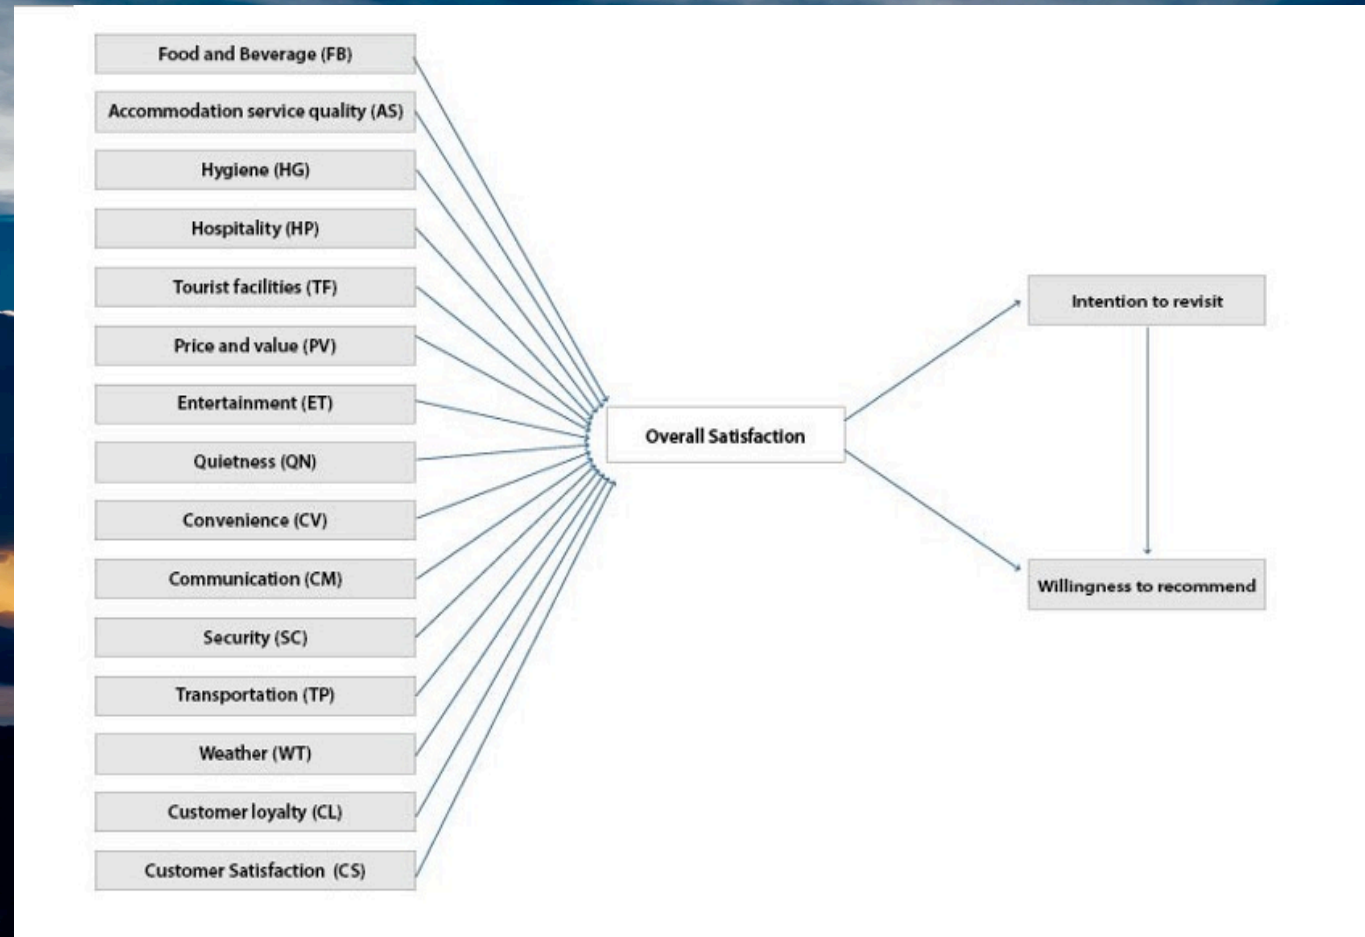 Food and Beverage (FB)
Accommodation service quality (AS)
Hygiene (HG)
Hospitality (HP)
Tourist facilities (TF)
Price and value (PV)
Entertainment (ET)
Quietness (QN)
Convenience (CV)
Communication (CM)
Security (SC)
Transportation (TP)
Weather (WT)
Customer loyalty (CL)
Customer Satisfaction (CS)
Overall Satisfaction
Intention to revisit
Willingness to recommend